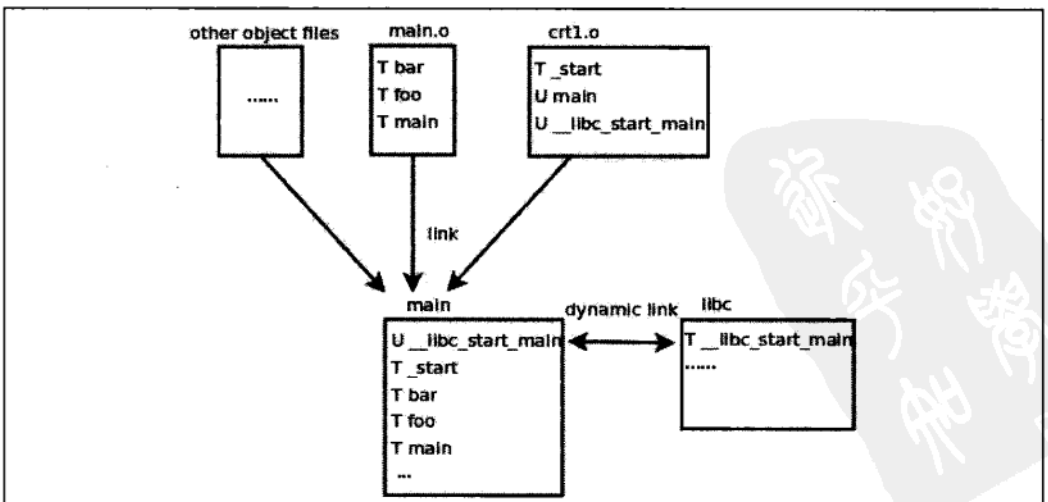 other object files
......
main.o
T bar
T foo
T main
crt1.o
T _start
U main
U __libc_start_main
link
main
U __libc_start_main
T _start
T bar
T foo
T main
...
dynamic link
libc
T __libc_start_main
......